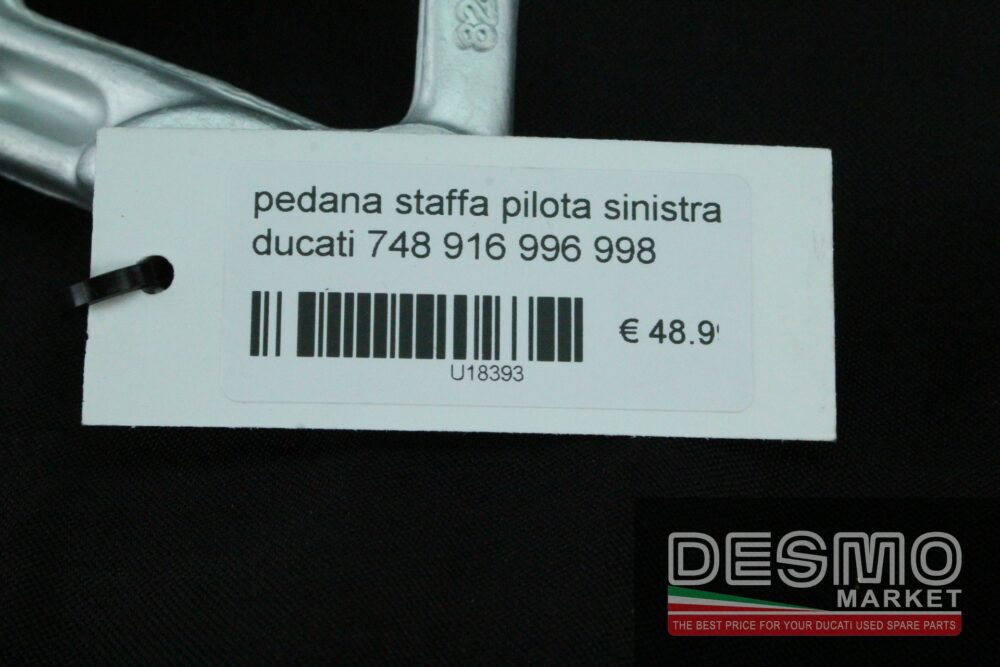 pedana staffa pilota sinistra
ducati 748 916 996 998
€ 48.9
U18393
DESMO
MARKET
THE BEST PRICE FOR YOUR DUCATI USED SPARE PARTS